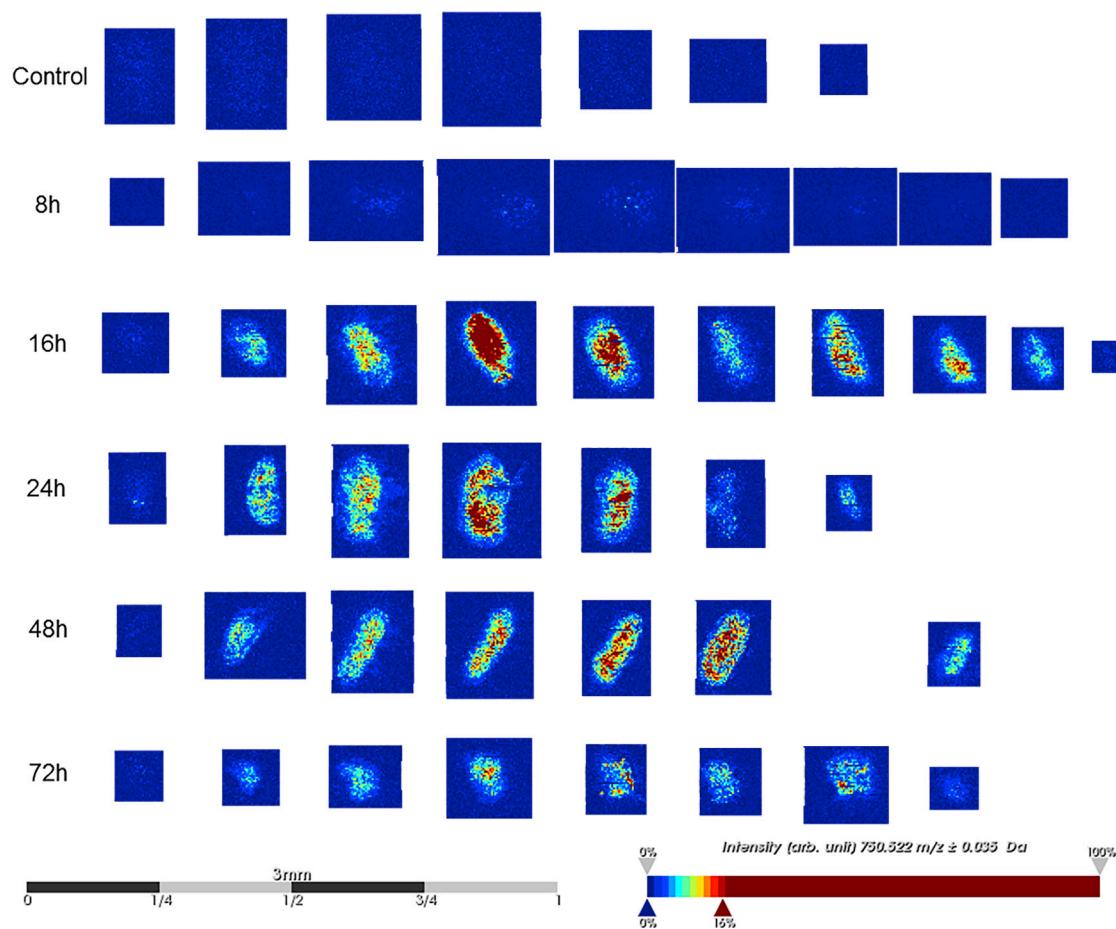 Control
8h
16h
24h
48h
72h
3mm
0 1/4 1/2 3/4 1
Intensity (arb. unit) 750.522 m/z ± 0.035 Da
0% 100%
0% 16%